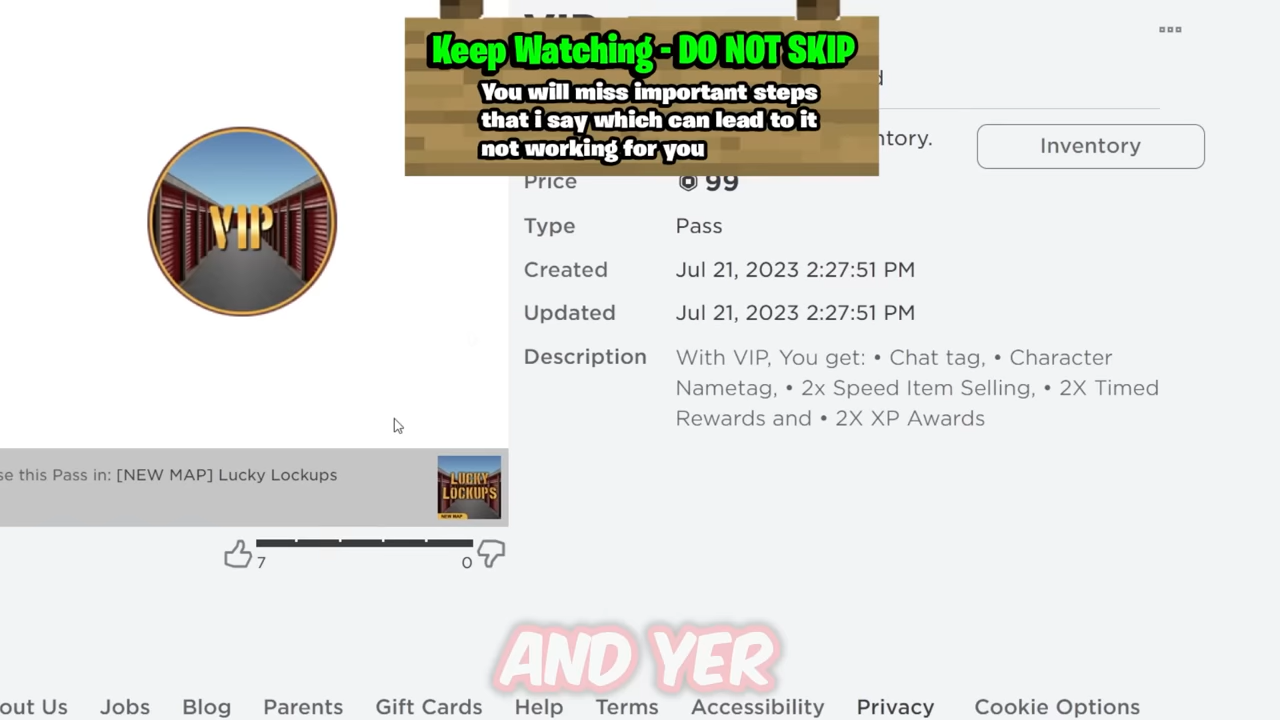 VIP
Keep Watching - DO NOT SKIP
You will miss important steps
that i say which can lead to it
not working for you
ntory.
Inventory
Price 99
Type Pass
Created Jul 21, 2023 2:27:51 PM
Updated Jul 21, 2023 2:27:51 PM
Description With VIP, You get: • Chat tag, • Character
Nametag, • 2x Speed Item Selling, • 2X Timed
Rewards and • 2X XP Awards
VIP
se this Pass in: [NEW MAP] Lucky Lockups
LUCKY
LOCKUPS
NEW MAP
7 0
AND YER
out Us Jobs Blog Parents Gift Cards Help Terms Accessibility Privacy Cookie Options